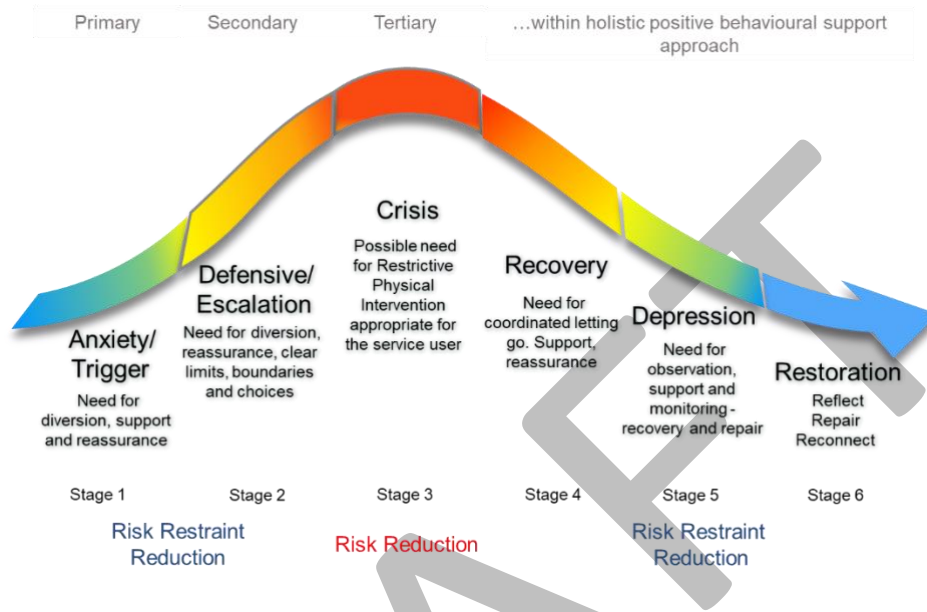 Primary
Secondary
Tertiary
...within holistic positive behavioural support
approach
Anxiety/
Trigger
Need for
diversion, support
and reassurance
Defensive/
Escalation
Need for diversion,
reassurance, clear
limits, boundaries
and choices
Crisis
Possible need
for Restrictive
Physical
Intervention
appropriate for
the service user
Recovery
Need for
coordinated letting
go. Support,
reassurance
Depression
Need for
observation,
support and
monitoring -
recovery and repair
Restoration
Reflect
Repair
Reconnect
Stage 1
Stage 2
Stage 3
Stage 4
Stage 5
Stage 6
Risk Restraint
Reduction
Risk Reduction
Risk Restraint
Reduction
AFT